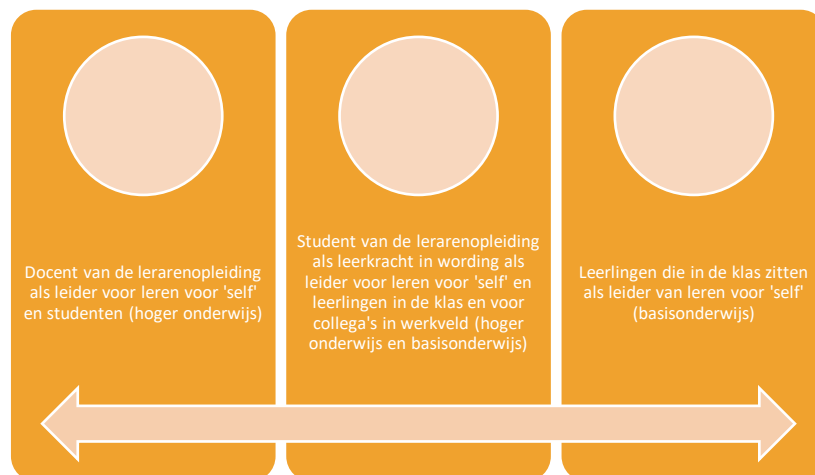 Docent van de lerarenopleiding
als leider voor leren voor 'self'
en studenten (hoger onderwijs)
Student van de lerarenopleiding
als leerkracht in wording als
leider voor leren voor 'self' en
leerlingen in de klas en voor
collega's in werkveld (hoger
onderwijs en basisonderwijs)
Leerlingen die in de klas zitten
als leider van leren voor 'self'
(basisonderwijs)